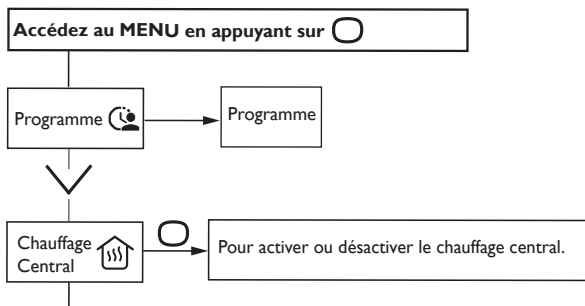 Accédez au MENU en appuyant sur
Programme
Programme
Chauffage
Central
Pour activer ou désactiver le chauffage central.